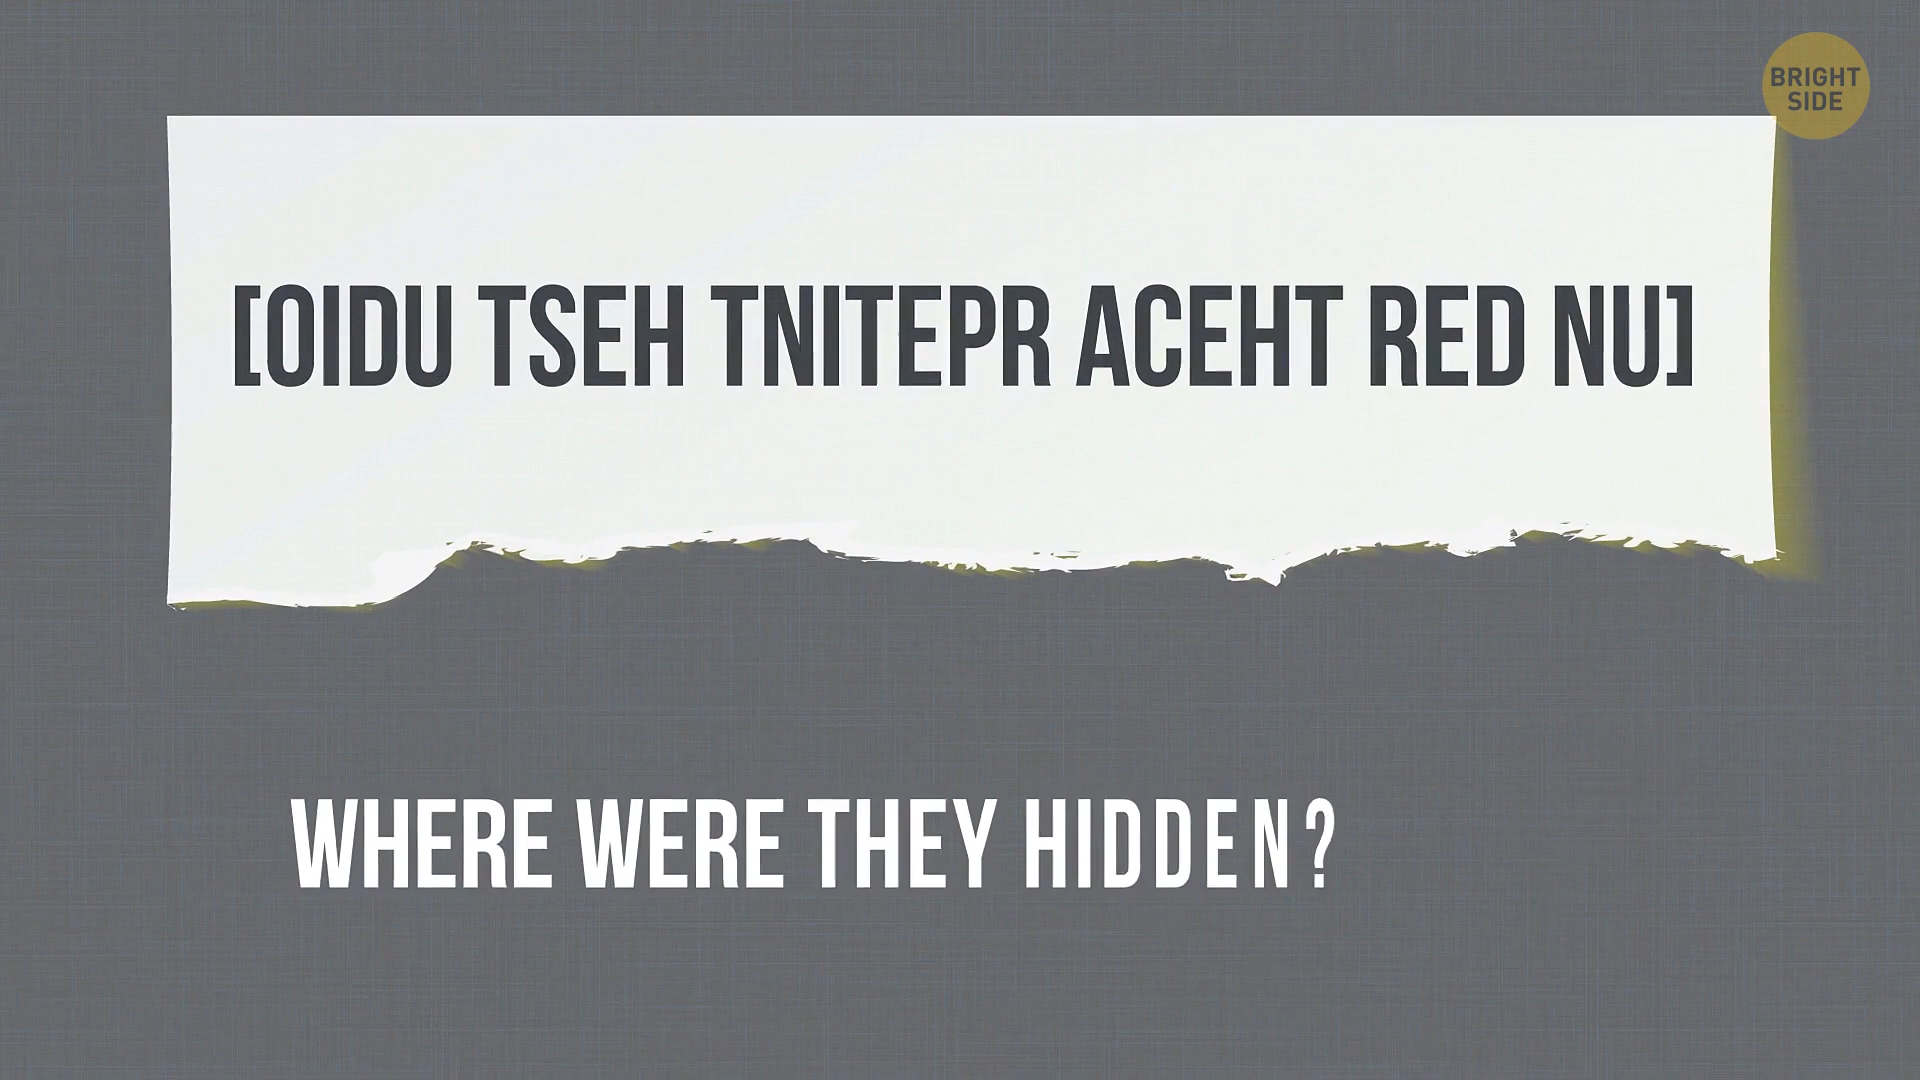 BRIGHT
SIDE
[OIDU TSEH TNITEPR ACEHT RED NU]
WHERE WERE THEY HIDDEN?